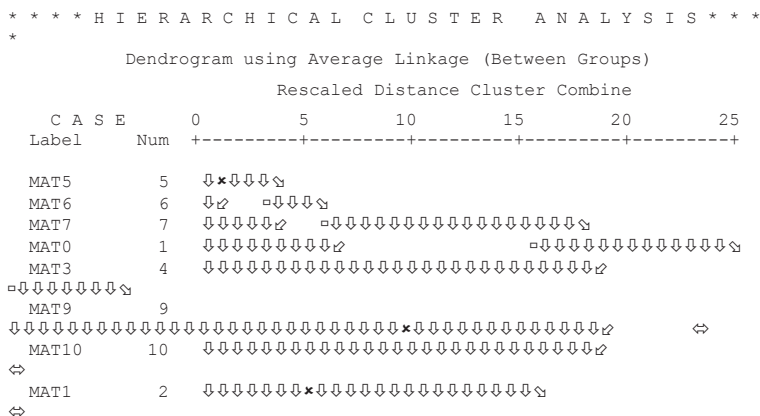 * * * * H I E R A R C H I C A L  C L U S T E R   A N A L Y S I S * * *
*
Dendrogram using Average Linkage (Between Groups)
Rescaled Distance Cluster Combine
C A S E      0         5        10        15        20        25
Label     Num  +---------+---------+---------+---------+---------+
MAT5        5   ⇩×⇩⇩⇩⬂
MAT6        6   ⇩⬃   ▫⇩⇩⇩⬂
MAT7        7   ⇩⇩⇩⇩⇩⬃   ▫⇩⇩⇩⇩⇩⇩⇩⇩⇩⇩⇩⇩⇩⇩⇩⇩⇩⬂
MAT0        1   ⇩⇩⇩⇩⇩⇩⇩⇩⇩⬃   ▫⇩⇩⇩⇩⇩⇩⇩⇩⇩⇩⇩⇩⇩⬂
MAT3        4   ⇩⇩⇩⇩⇩⇩⇩⇩⇩⇩⇩⇩⇩⇩⇩⇩⇩⇩⇩⇩⇩⇩⇩⇩⇩⇩⇩⬃
▫⇩⇩⇩⇩⇩⇩⇩⬂
MAT9        9
⇩⇩⇩⇩⇩⇩⇩⇩⇩⇩⇩⇩⇩⇩⇩⇩⇩⇩⇩⇩⇩⇩⇩⇩⇩⇩⇩×⇩⇩⇩⇩⇩⇩⇩⇩⇩⇩⇩⇩⇩⬃   ⬄
MAT10      10   ⇩⇩⇩⇩⇩⇩⇩⇩⇩⇩⇩⇩⇩⇩⇩⇩⇩⇩⇩⇩⇩⇩⇩⇩⇩⇩⇩⬃
⬄
MAT1        2   ⇩⇩⇩⇩⇩⇩⇩×⇩⇩⇩⇩⇩⇩⇩⇩⇩⇩⇩⇩⇩⇩⇩⬂
⬄